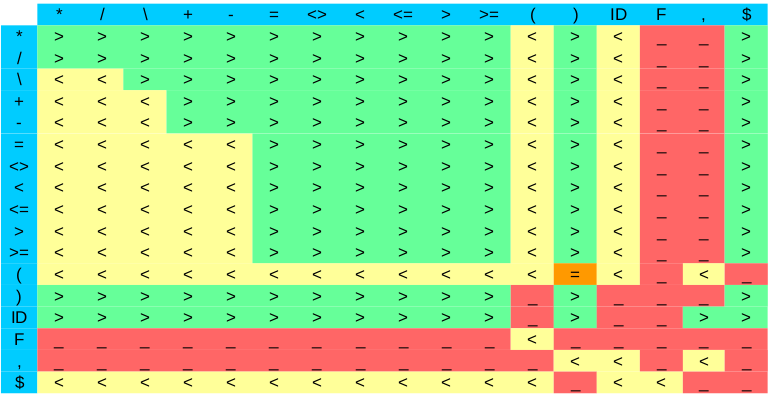 * / \ + - = <> < <= > >= ( ) ID F , $
* > > > > > > > > > > > < > < _ _ >
/ > > > > > > > > > > > < > < _ _ >
\ < < > > > > > > > > > < > < _ _ >
+ < < < > > > > > > > > < > < _ _ >
- < < < > > > > > > > > < > < _ _ >
= < < < < < > > > > > > < > < _ _ >
<> < < < < < > > > > > > < > < _ _ >
< < < < < < > > > > > > < > < _ _ >
<= < < < < < > > > > > > < > < _ _ >
> < < < < < > > > > > > < > < _ _ >
>= < < < < < > > > > > > < > < _ _ >
( < < < < < < < < < < < < = < _ < _
) > > > > > > > > > > > _ > _ _ _ >
ID > > > > > > > > > > > _ > _ _ > >
F _ _ _ _ _ _ _ _ _ _ _ < _ _ _ _ _
, _ _ _ _ _ _ _ _ _ _ _ _ < < _ < _
$ < < < < < < < < < < < < _ < < _ _